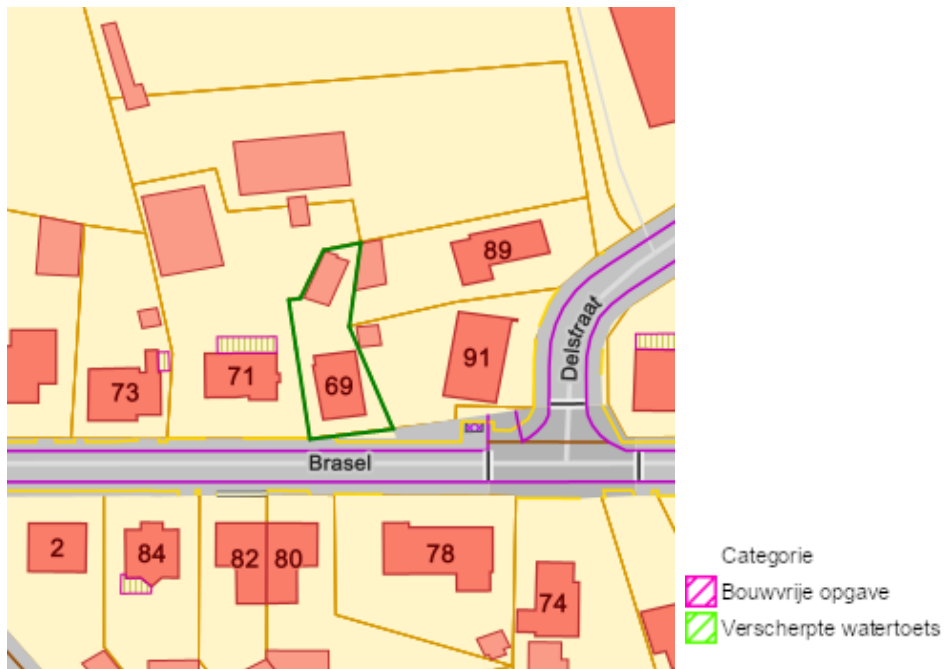 89
Delstraat
91
69
71
73
Brasel
2
84
82
80
78
74
Categorie
Bouwvrije opgave
Verscherpte watertoets